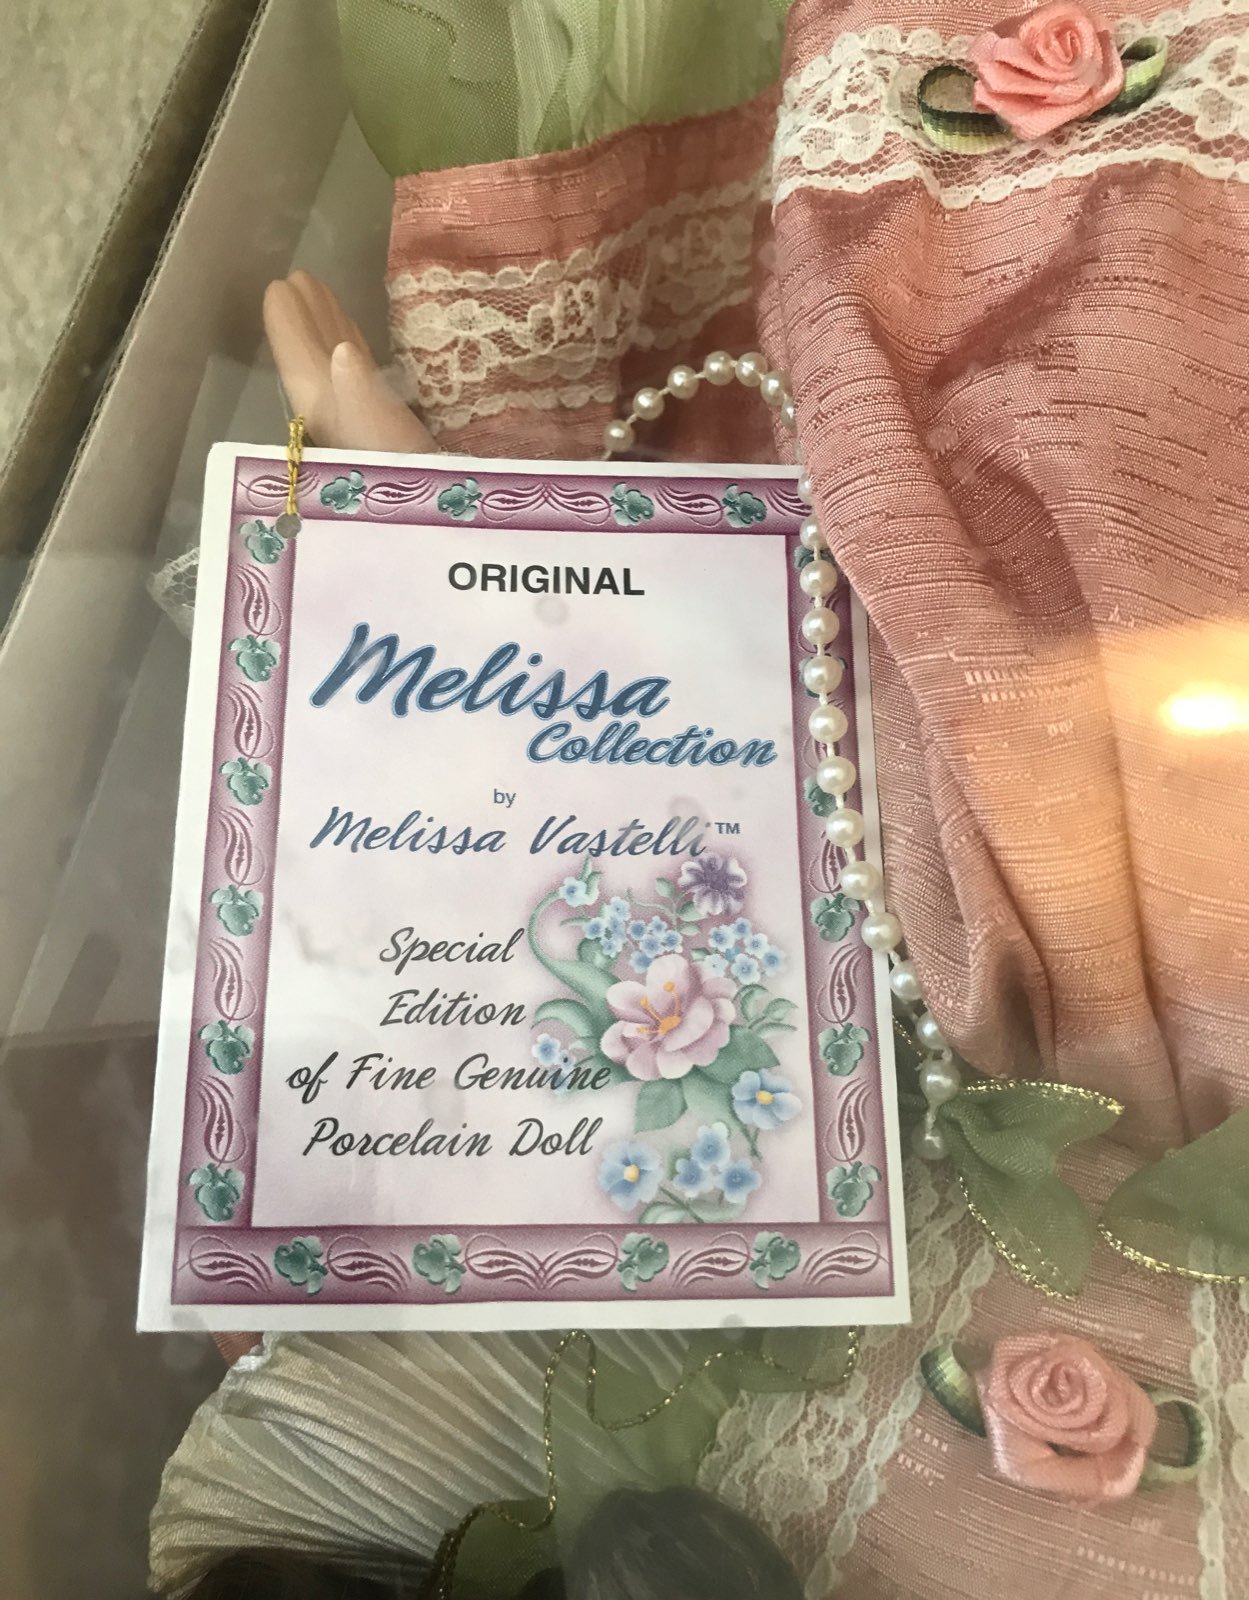 ORIGINAL
Melissa
Collection
by
Melissa Vastelli™
Special
Edition
of Fine Genuine
Porcelain Doll